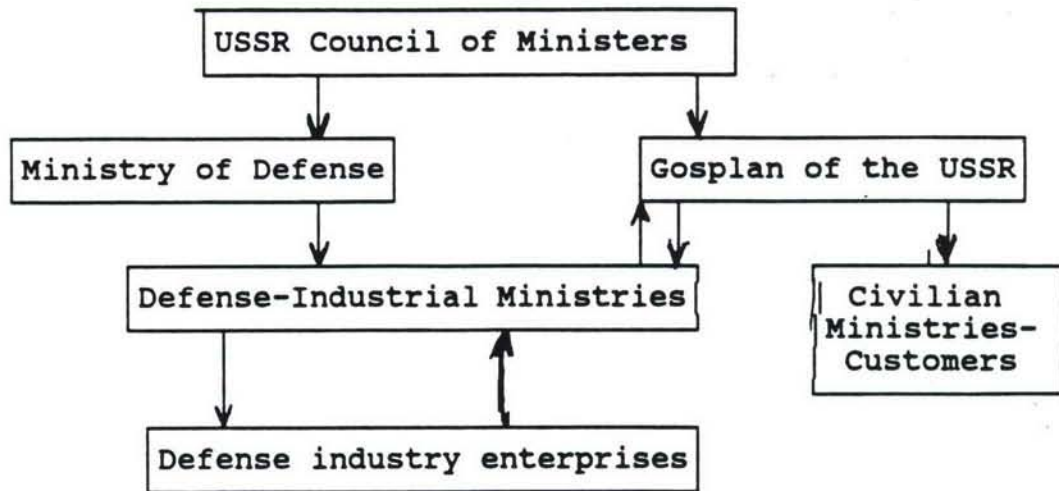 USSR Council of Ministers
Ministry of Defense
Gosplan of the USSR
Defense-Industrial Ministries
Civilian
Ministries-
Customers
Defense industry enterprises